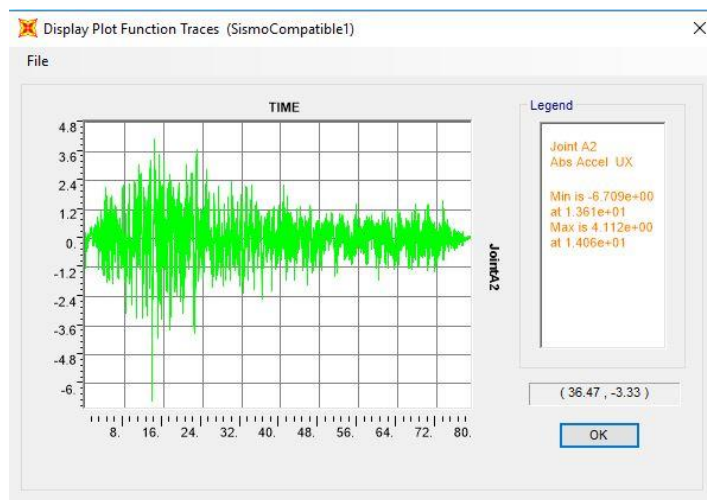 Display Plot Function Traces (SismoCompatible1)
File
TIME
4.8
3.6
2.4
1.2
0.
-1.2
-2.4
-3.6
-4.8
-6.
8. 16. 24. 32. 40. 48. 56. 64. 72. 80.
JointA2
Legend
Joint A2
Abs Accel UX
Min is -6.709e+00
at 1.361e+01
Max is 4.112e+00
at 1.406e+01
( 36.47 , -3.33 )
OK